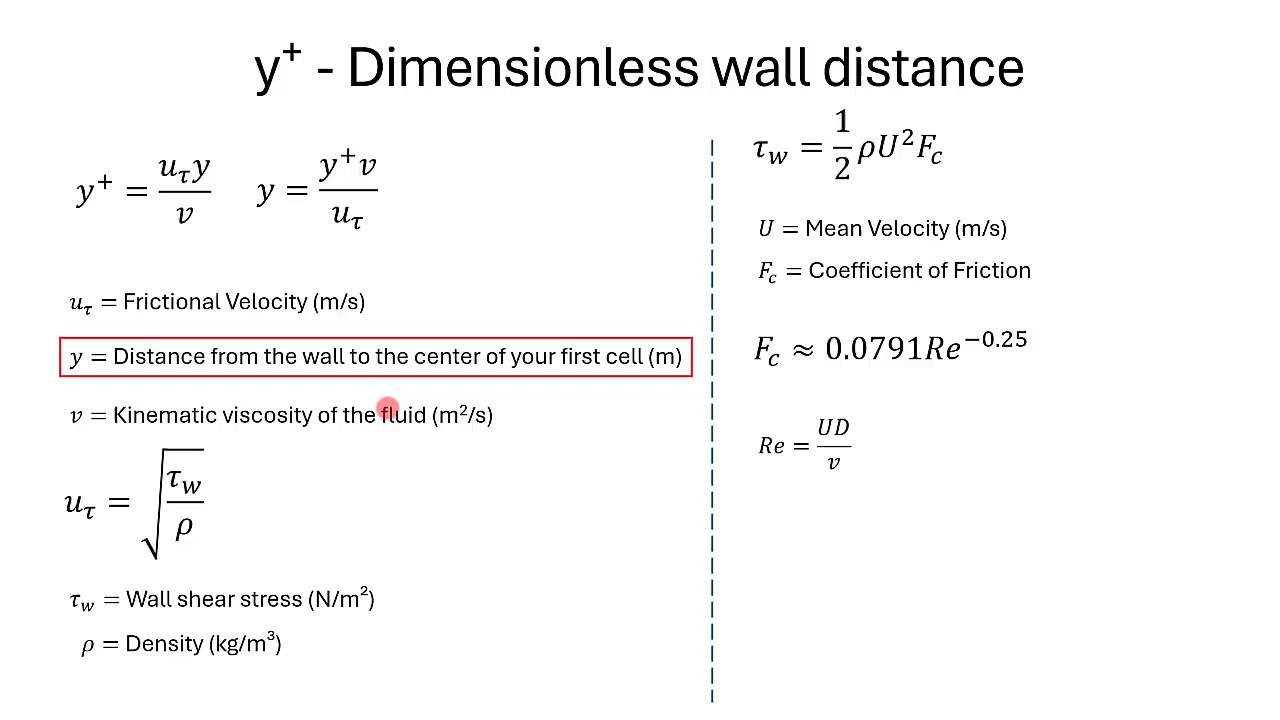 y⁺ - Dimensionless wall distance
y⁺ = u_τ y / v    y = y⁺ v / u_τ
u_τ = Frictional Velocity (m/s)
y = Distance from the wall to the center of your first cell (m)
v = Kinematic viscosity of the fluid (m²/s)
u_τ = √(τ_w / ρ)
τ_w = Wall shear stress (N/m²)
ρ = Density (kg/m³)
τ_w = 1/2 ρU²F_c
U = Mean Velocity (m/s)
F_c = Coefficient of Friction
F_c ≈ 0.0791Re⁻⁰·²⁵
Re = UD / v